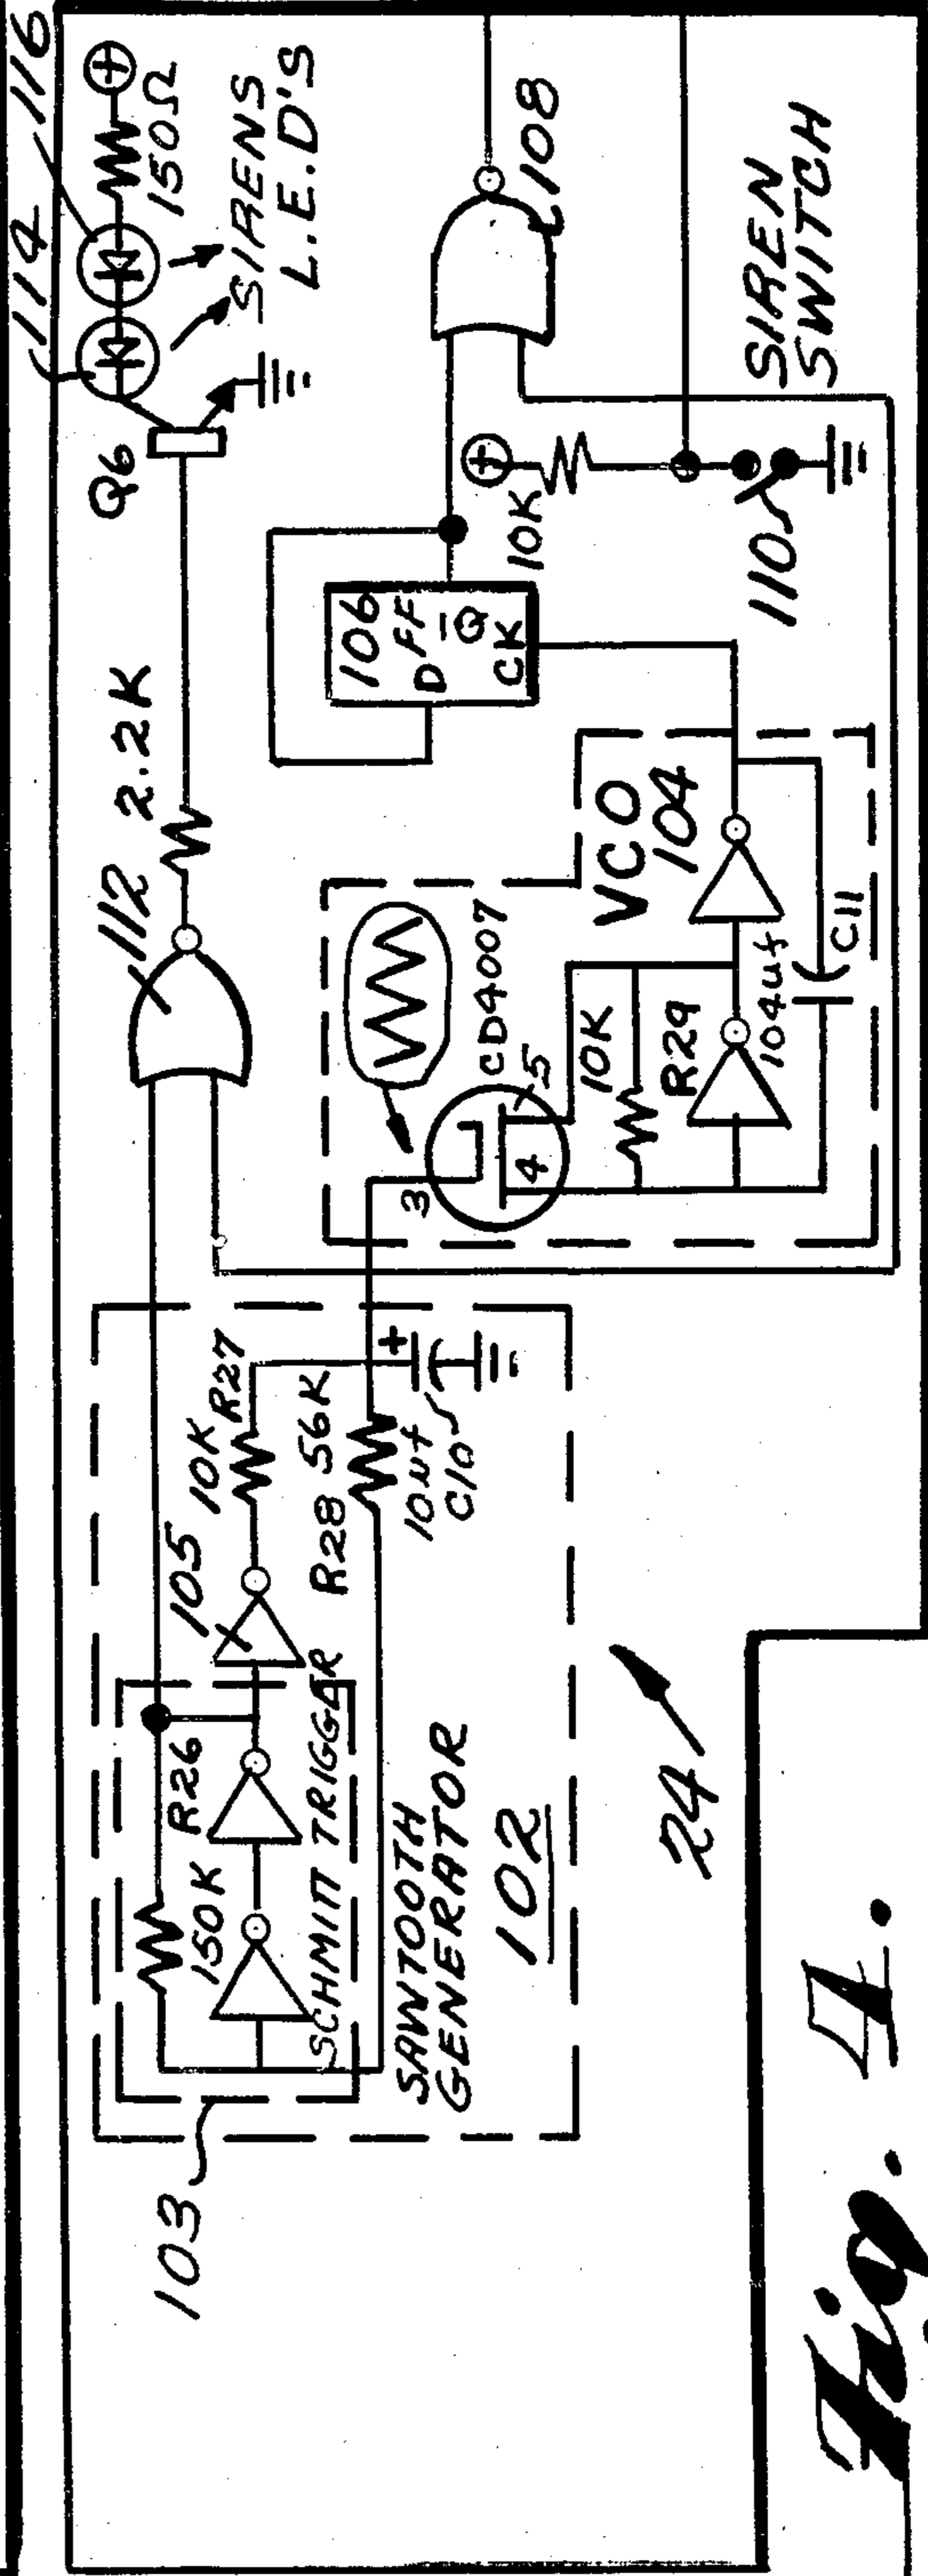 114
116
150Ω
SIRENS
L.E.D'S
Q6
2.2K
112
108
106
D FF
Q̄
CK
10K
110
SIREN
SWITCH
VCO
104
CD4007
3
4
5
10K
R29
104uf
C11
105
10K
R27
R28 56K
10uf
C10
+
R26
150K
SCHMITT TRIGGER
SAWTOOTH
GENERATOR
102
103
24
Fig. 4.